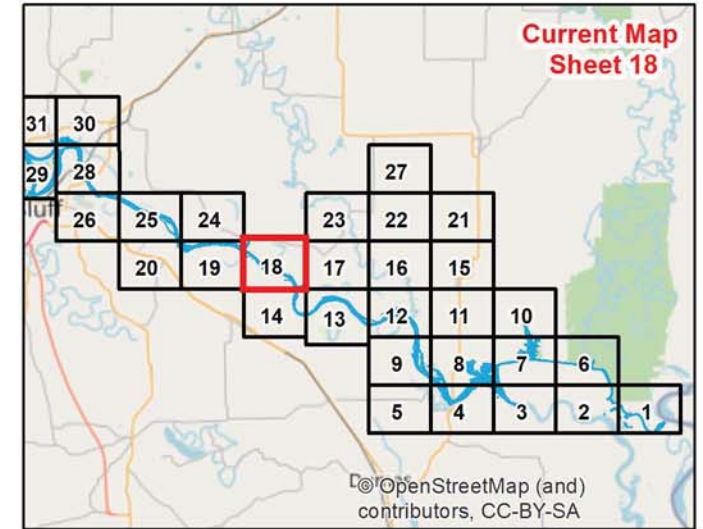 Current Map
Sheet 18
31 30
29 28 27
luff 26 25 24 23 22 21
20 19 18 17 16 15
14 13 12 11 10
9 8 7 6
5 4 3 2 1
© OpenStreetMap (and)
contributors, CC-BY-SA